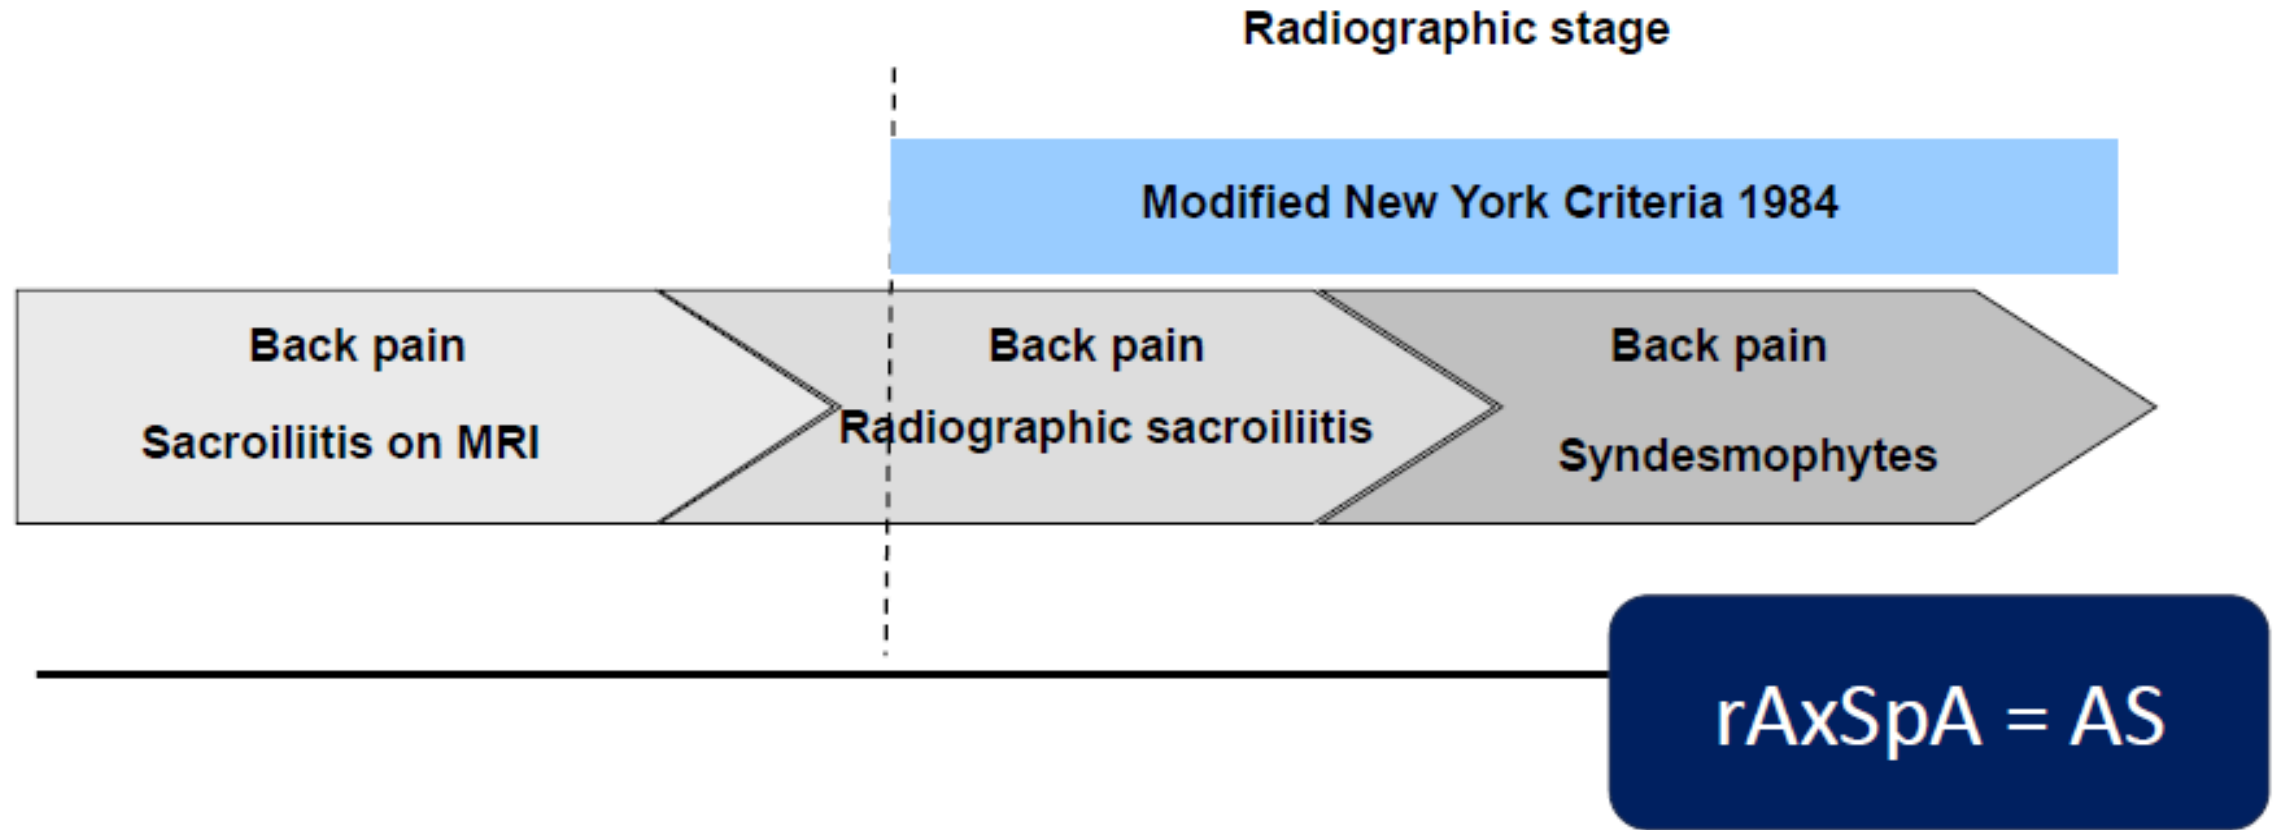 Radiographic stage
Modified New York Criteria 1984
Back pain
Sacroiliitis on MRI
Back pain
Radiographic sacroiliitis
Back pain
Syndesmophytes
rAxSpA = AS